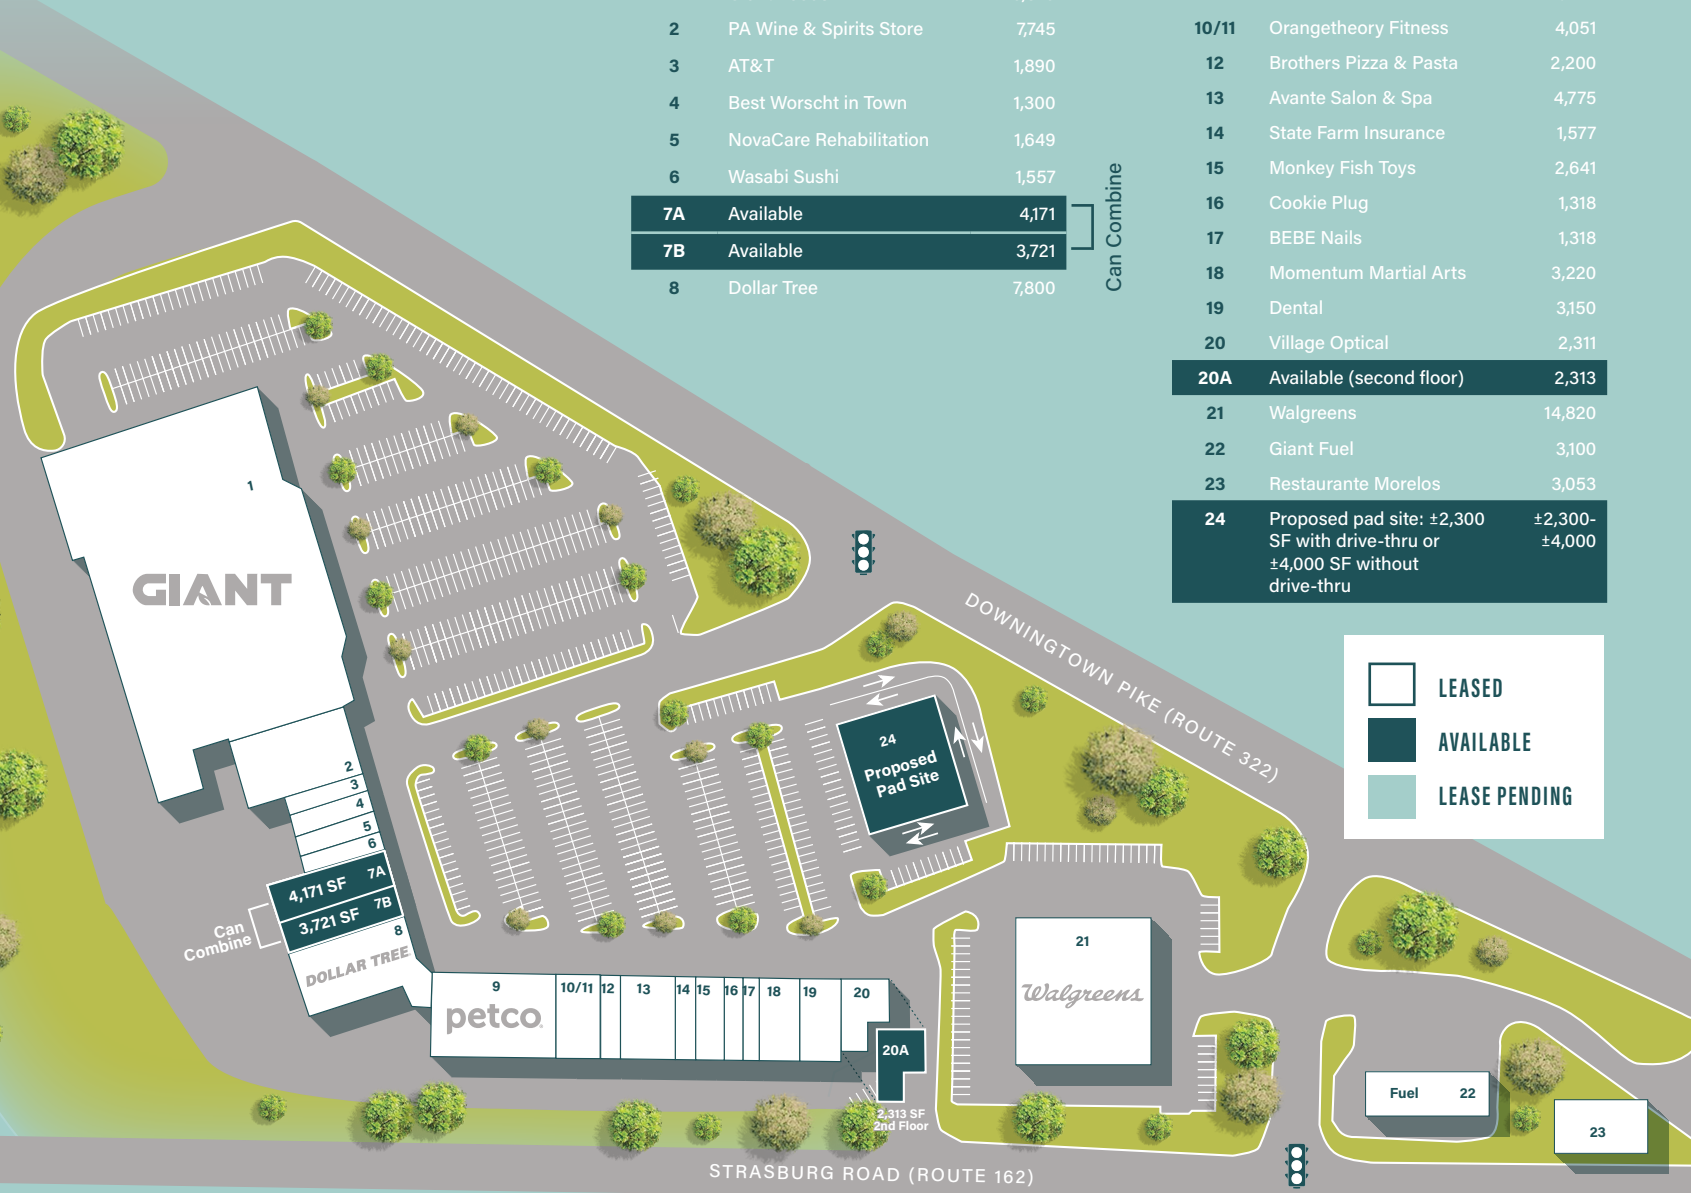 2 PA Wine & Spirits Store 7,745
3 AT&T 1,890
4 Best Worscht in Town 1,300
5 NovaCare Rehabilitation 1,649
6 Wasabi Sushi 1,557
7A Available 4,171
7B Available 3,721
8 Dollar Tree 7,800
Can Combine
10/11 Orangetheory Fitness 4,051
12 Brothers Pizza & Pasta 2,200
13 Avante Salon & Spa 4,775
14 State Farm Insurance 1,577
15 Monkey Fish Toys 2,641
16 Cookie Plug 1,318
17 BEBE Nails 1,318
18 Momentum Martial Arts 3,220
19 Dental 3,150
20 Village Optical 2,311
20A Available (second floor) 2,313
21 Walgreens 14,820
22 Giant Fuel 3,100
23 Restaurante Morelos 3,053
24 Proposed pad site: ±2,300 ±2,300-
SF with drive-thru or ±4,000
±4,000 SF without
drive-thru
LEASED
AVAILABLE
LEASE PENDING
DOWNINGTOWN PIKE (ROUTE 322)
1
GIANT
2
3
4
5
6
4,171 SF 7A
3,721 SF 7B
Can
Combine
8
DOLLAR TREE
24
Proposed
Pad Site
9
petco
10/11
12
13
14
15
16
17
18
19
20
20A
2,313 SF
2nd Floor
21
Walgreens
Fuel 22
23
STRASBURG ROAD (ROUTE 162)